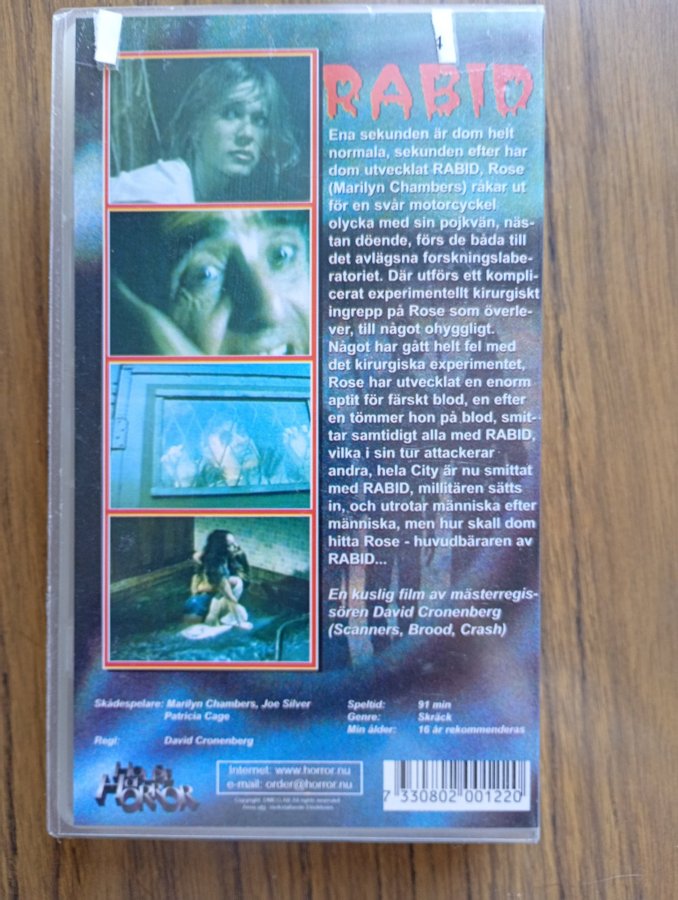 4
RABID
Ena sekunden är dom helt
normala, sekunden efter har
dom utvecklat RABID, Rose
(Marilyn Chambers) råkar ut
för en svår motorcyckel
olycka med sin pojkvän, näs-
tan döende, förs de båda till
det avlägsna forskningslabe-
ratoriet. Där utförs ett kompli-
cerat experimentellt kirurgiskt
ingrepp på Rose som överle-
ver, till något ohyggligt.
Något har gått helt fel med
det kirurgiska experimentet,
Rose har utvecklat en enorm
aptit för färskt blod, en efter
en tömmer hon på blod, smit-
tar samtidigt alla med RABID,
vilka i sin tur attackerar
andra, hela City är nu smittat
med RABID, millitären sätts
in, och utrotar människa efter
människa, men hur skall dom
hitta Rose - huvudbäraren av
RABID...
En kuslig film av mästerregis-
sören David Cronenberg
(Scanners, Brood, Crash)
Skådespelare: Marilyn Chambers, Joe Silver
Patricia Cage
Regi: David Cronenberg
Speltid: 91 min
Genre: Skräck
Min ålder: 16 år rekommenderas
HORROR
Internet: www.horror.nu
e-mail: order@horror.nu
7 330802 001220